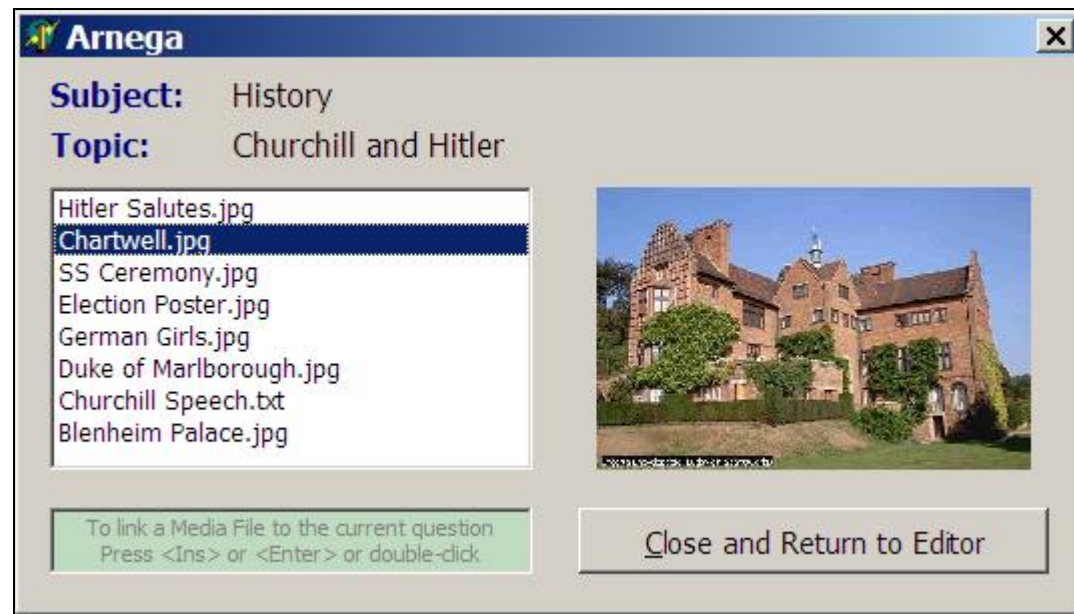 Arnega
Subject: History
Topic: Churchill and Hitler
Hitler Salutes.jpg
Chartwell.jpg
SS Ceremony.jpg
Election Poster.jpg
German Girls.jpg
Duke of Marlborough.jpg
Churchill Speech.txt
Blenheim Palace.jpg
To link a Media File to the current question
Press <Ins> or <Enter> or double-click
Close and Return to Editor